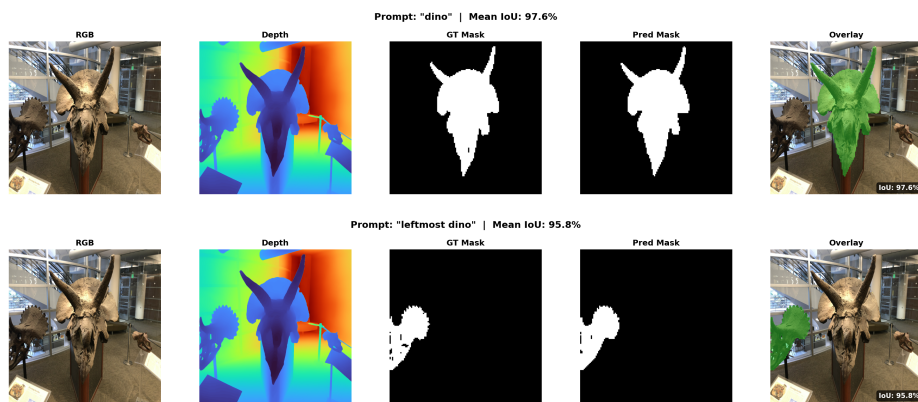 Prompt: "dino" | Mean IoU: 97.6%
RGB Depth GT Mask Pred Mask Overlay
IoU: 97.6%
Prompt: "leftmost dino" | Mean IoU: 95.8%
RGB Depth GT Mask Pred Mask Overlay
IoU: 95.8%